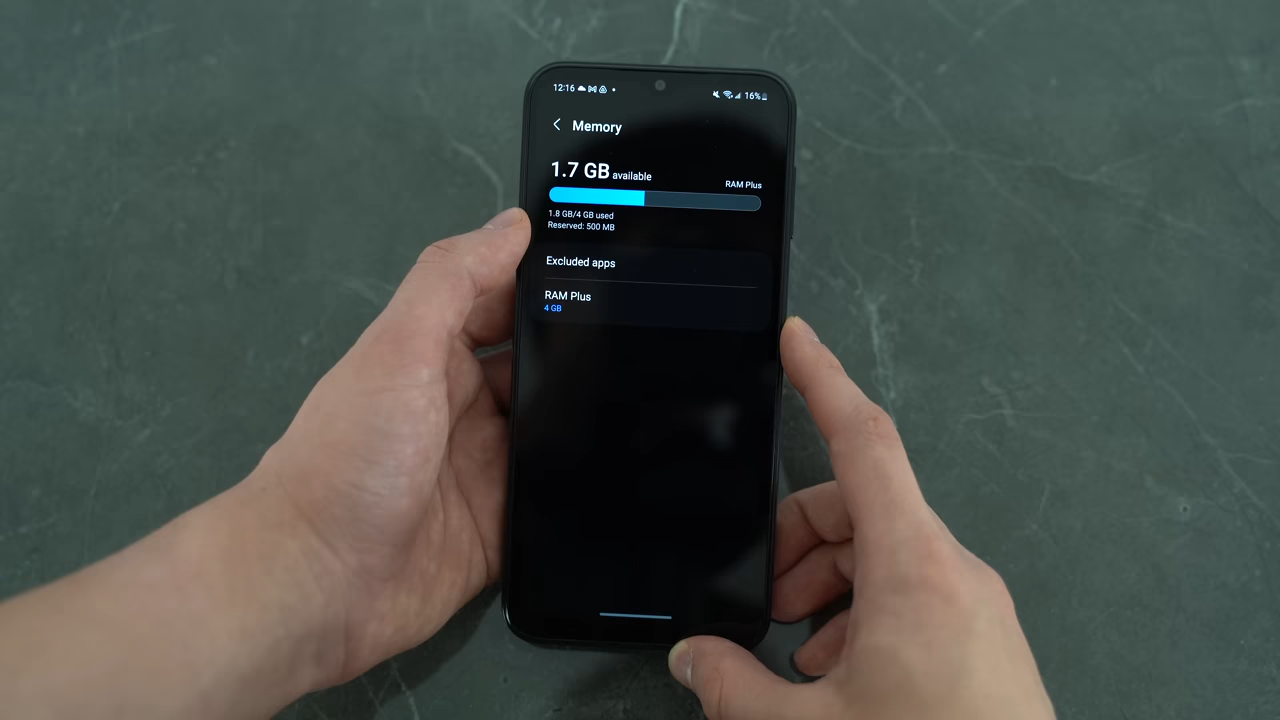 12:16 16%
Memory
1.7 GB available
RAM Plus
1.8 GB/4 GB used
Reserved: 500 MB
Excluded apps
RAM Plus
4 GB